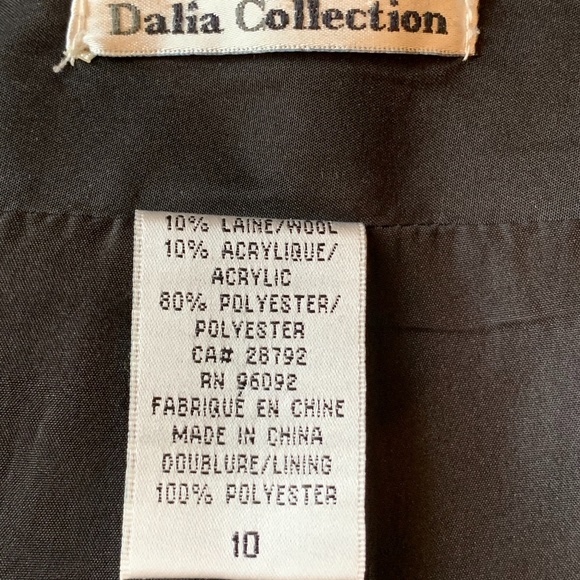 Dalia Collection
10% LAINE/WOOL
10% ACRYLIQUE/
ACRYLIC
80% POLYESTER/
POLYESTER
CA# 28792
RN 96092
FABRIQUÉ EN CHINE
MADE IN CHINA
DOUBLURE/LINING
100% POLYESTER
10